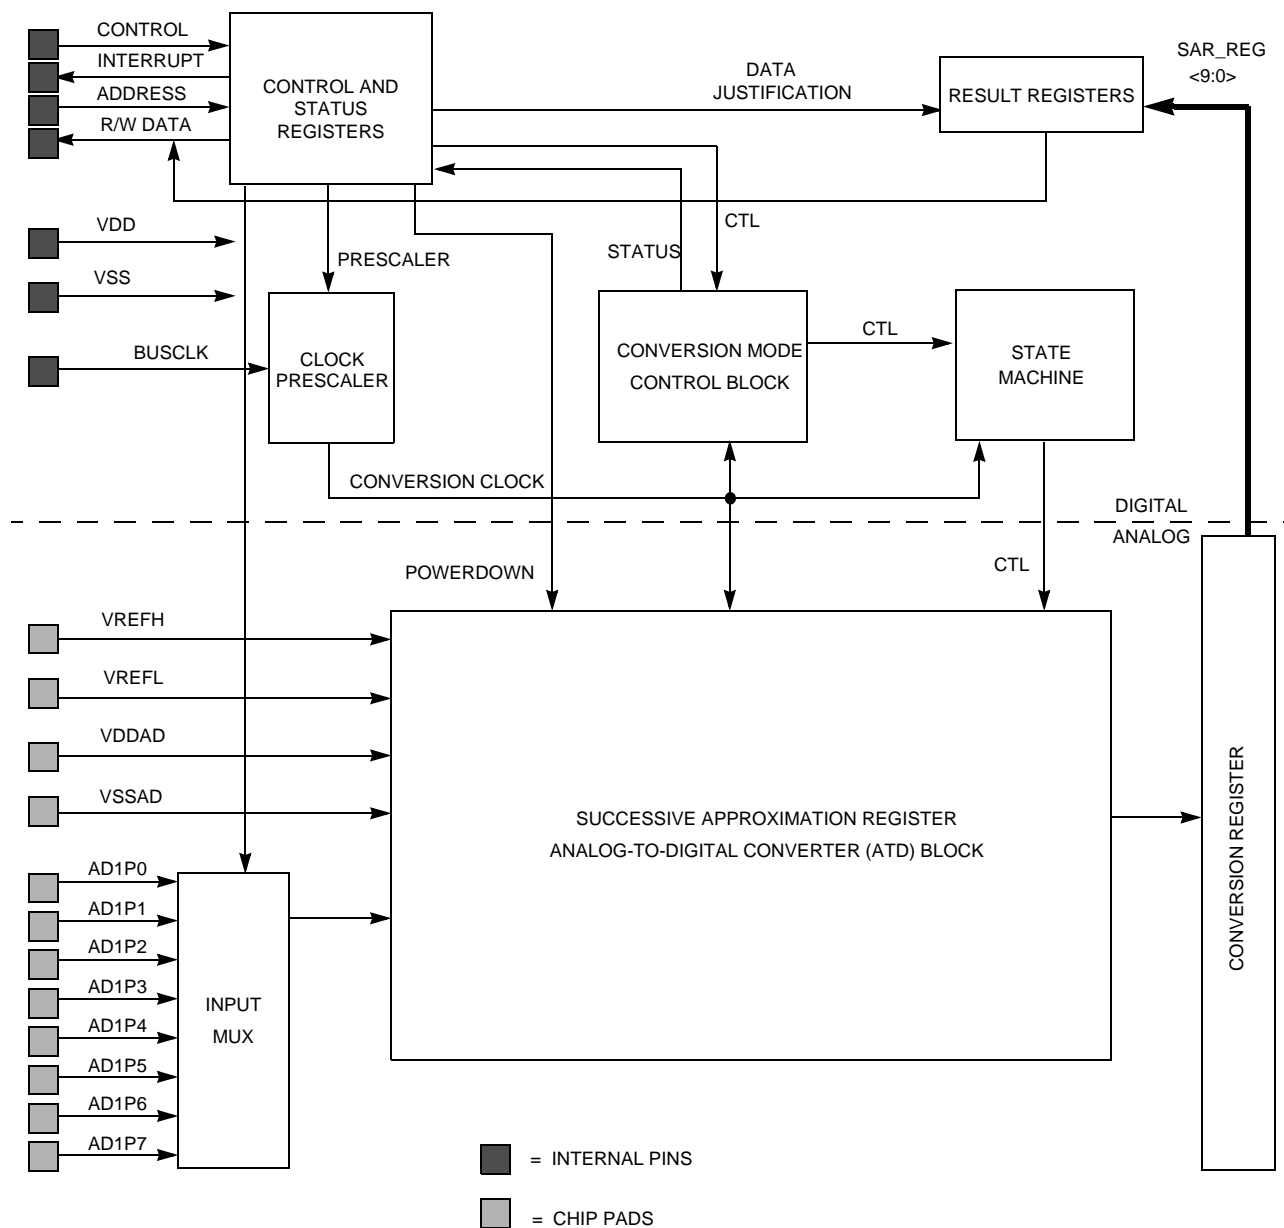 CONTROL
INTERRUPT
ADDRESS
R/W DATA
CONTROL AND
STATUS
REGISTERS
DATA
JUSTIFICATION
RESULT REGISTERS
SAR_REG
<9:0>
VDD
VSS
BUSCLK
PRESCALER
CLOCK
PRESCALER
STATUS
CTL
CONVERSION MODE
CONTROL BLOCK
CTL
STATE
MACHINE
CONVERSION CLOCK
DIGITAL
ANALOG
POWERDOWN
CTL
VREFH
VREFL
VDDAD
VSSAD
SUCCESSIVE APPROXIMATION REGISTER
ANALOG-TO-DIGITAL CONVERTER (ATD) BLOCK
CONVERSION REGISTER
AD1P0
AD1P1
AD1P2
AD1P3
AD1P4
AD1P5
AD1P6
AD1P7
INPUT
MUX
= INTERNAL PINS
= CHIP PADS